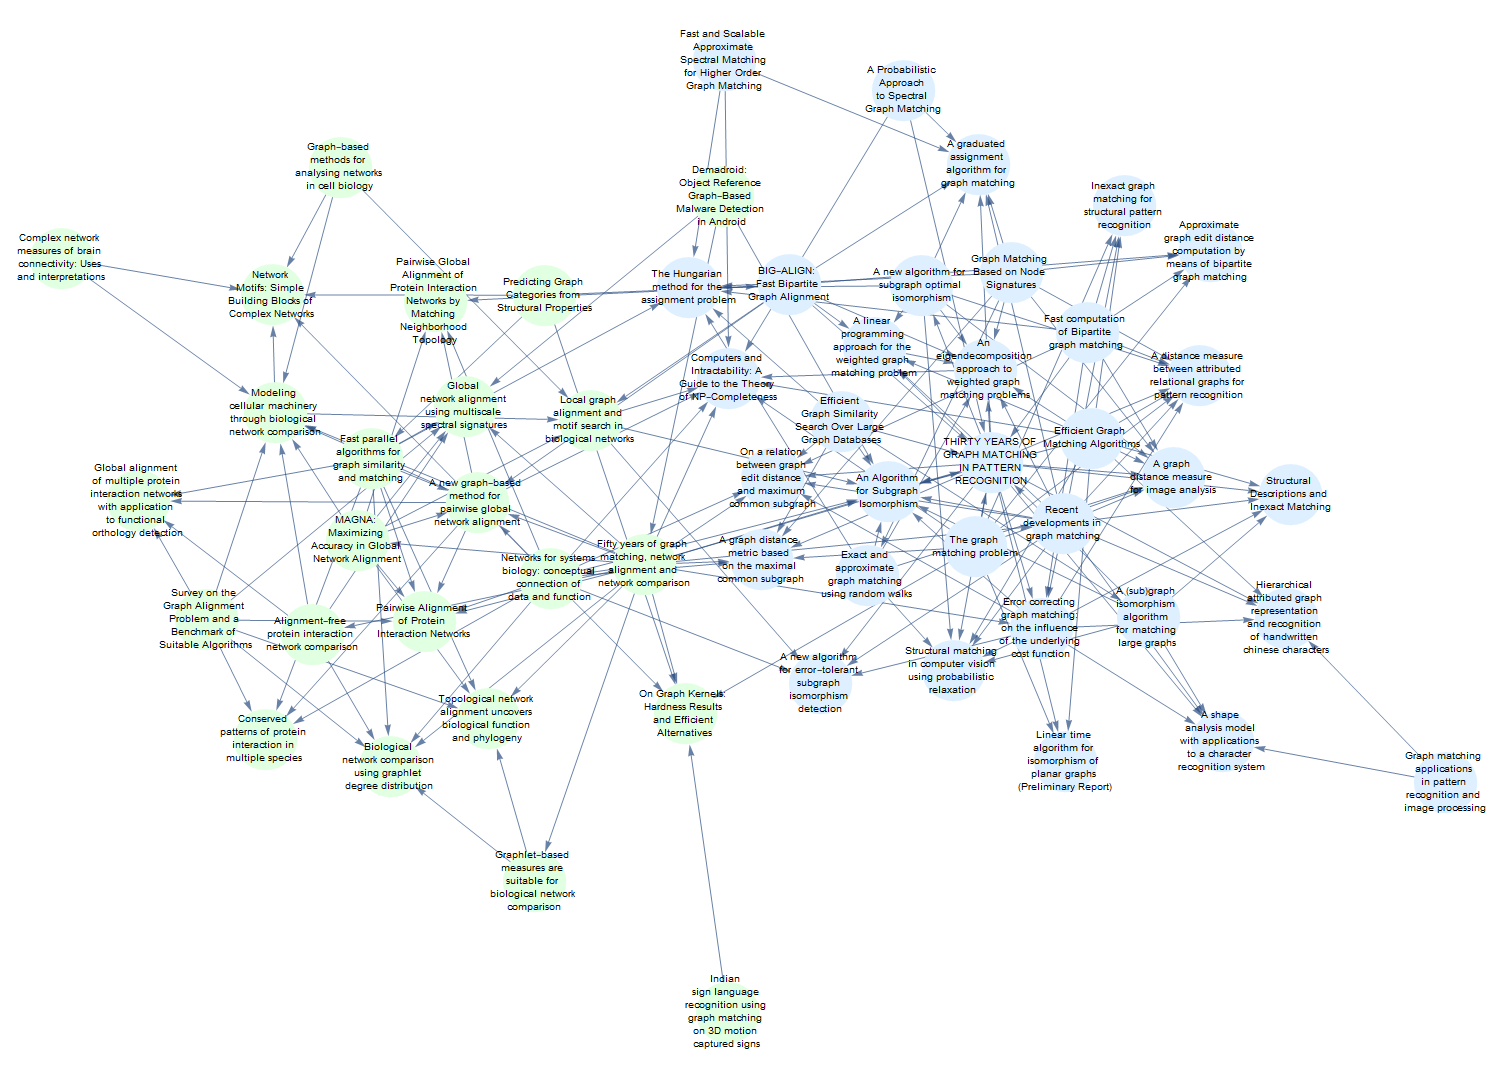 Fast and Scalable
Approximate
Spectral Matching
for Higher Order
Graph Matching
A Probabilistic
Approach
to Spectral
Graph Matching
Graph-based
methods for
analysing networks
in cell biology
A graduated
assignment
algorithm for
graph matching
Demadroid:
Object Reference
Graph-Based
Malware Detection
in Android
Inexact graph
matching for
structural pattern
recognition
Approximate
graph edit distance
computation by
means of bipartite
graph matching
Complex network
measures of brain
connectivity: Uses
and interpretations
Network
Motifs: Simple
Building Blocks of
Complex Networks
Pairwise Global
Alignment of
Protein Interaction
Networks by
Matching
Neighborhood
Topology
Predicting Graph
Categories from
Structural Properties
The Hungarian
method for the
assignment problem
BIG-ALIGN:
Fast Bipartite
Graph Alignment
A new algorithm for
subgraph optimal
isomorphism
Graph Matching
Based on Node
Signatures
A linear
programming
approach for the
weighted graph
matching problem
Fast computation
of Bipartite
graph matching
An
eigendecomposition
approach to
weighted graph
matching problems
A distance measure
between attributed
relational graphs for
pattern recognition
Computers and
Intractability: A
Guide to the Theory
of NP-Completeness
Modeling
cellular machinery
through biological
network comparison
Global
network alignment
using multiscale
spectral signatures
Local graph
alignment and
motif search in
biological networks
Efficient
Graph Similarity
Search Over Large
Graph Databases
Efficient Graph
Matching Algorithms
THIRTY YEARS OF
GRAPH MATCHING
IN PATTERN
RECOGNITION
Fast parallel
algorithms for
graph similarity
and matching
Global alignment
of multiple protein
interaction networks
with application
to functional
orthology detection
On a relation
between graph
edit distance
and maximum
common subgraph
A graph
distance measure
for image analysis
An Algorithm
for Subgraph
Isomorphism
Structural
Descriptions and
Inexact Matching
A new graph-based
method for
pairwise global
network alignment
Recent
developments in
graph matching
MAGNA:
Maximizing
Accuracy in Global
Network Alignment
The graph
matching problem
A graph distance
metric based
on the maximal
common subgraph
Fifty years of graph
matching, network
alignment and
network comparison
Networks for systems
biology: conceptual
connection of
data and function
Exact and
approximate
graph matching
using random walks
Hierarchical
attributed graph
representation
and recognition
of handwritten
chinese characters
A (sub)graph
isomorphism
algorithm
for matching
large graphs
Survey on the
Graph Alignment
Problem and a
Benchmark of
Suitable Algorithms
Error correcting
graph matching:
on the influence
of the underlying
cost function
Pairwise Alignment
of Protein
Interaction Networks
Alignment-free
protein interaction
network comparison
Structural matching
in computer vision
using probabilistic
relaxation
A new algorithm
for error-tolerant
subgraph
isomorphism
detection
On Graph Kernels:
Hardness Results
and Efficient
Alternatives
Topological network
alignment uncovers
biological function
and phylogeny
Conserved
patterns of protein
interaction in
multiple species
A shape
analysis model
with applications
to a character
recognition system
Linear time
algorithm for
isomorphism of
planar graphs
(Preliminary Report)
Biological
network comparison
using graphlet
degree distribution
Graph matching
applications
in pattern
recognition and
image processing
Graphlet-based
measures are
suitable for
biological network
comparison
Indian
sign language
recognition using
graph matching
on 3D motion
captured signs